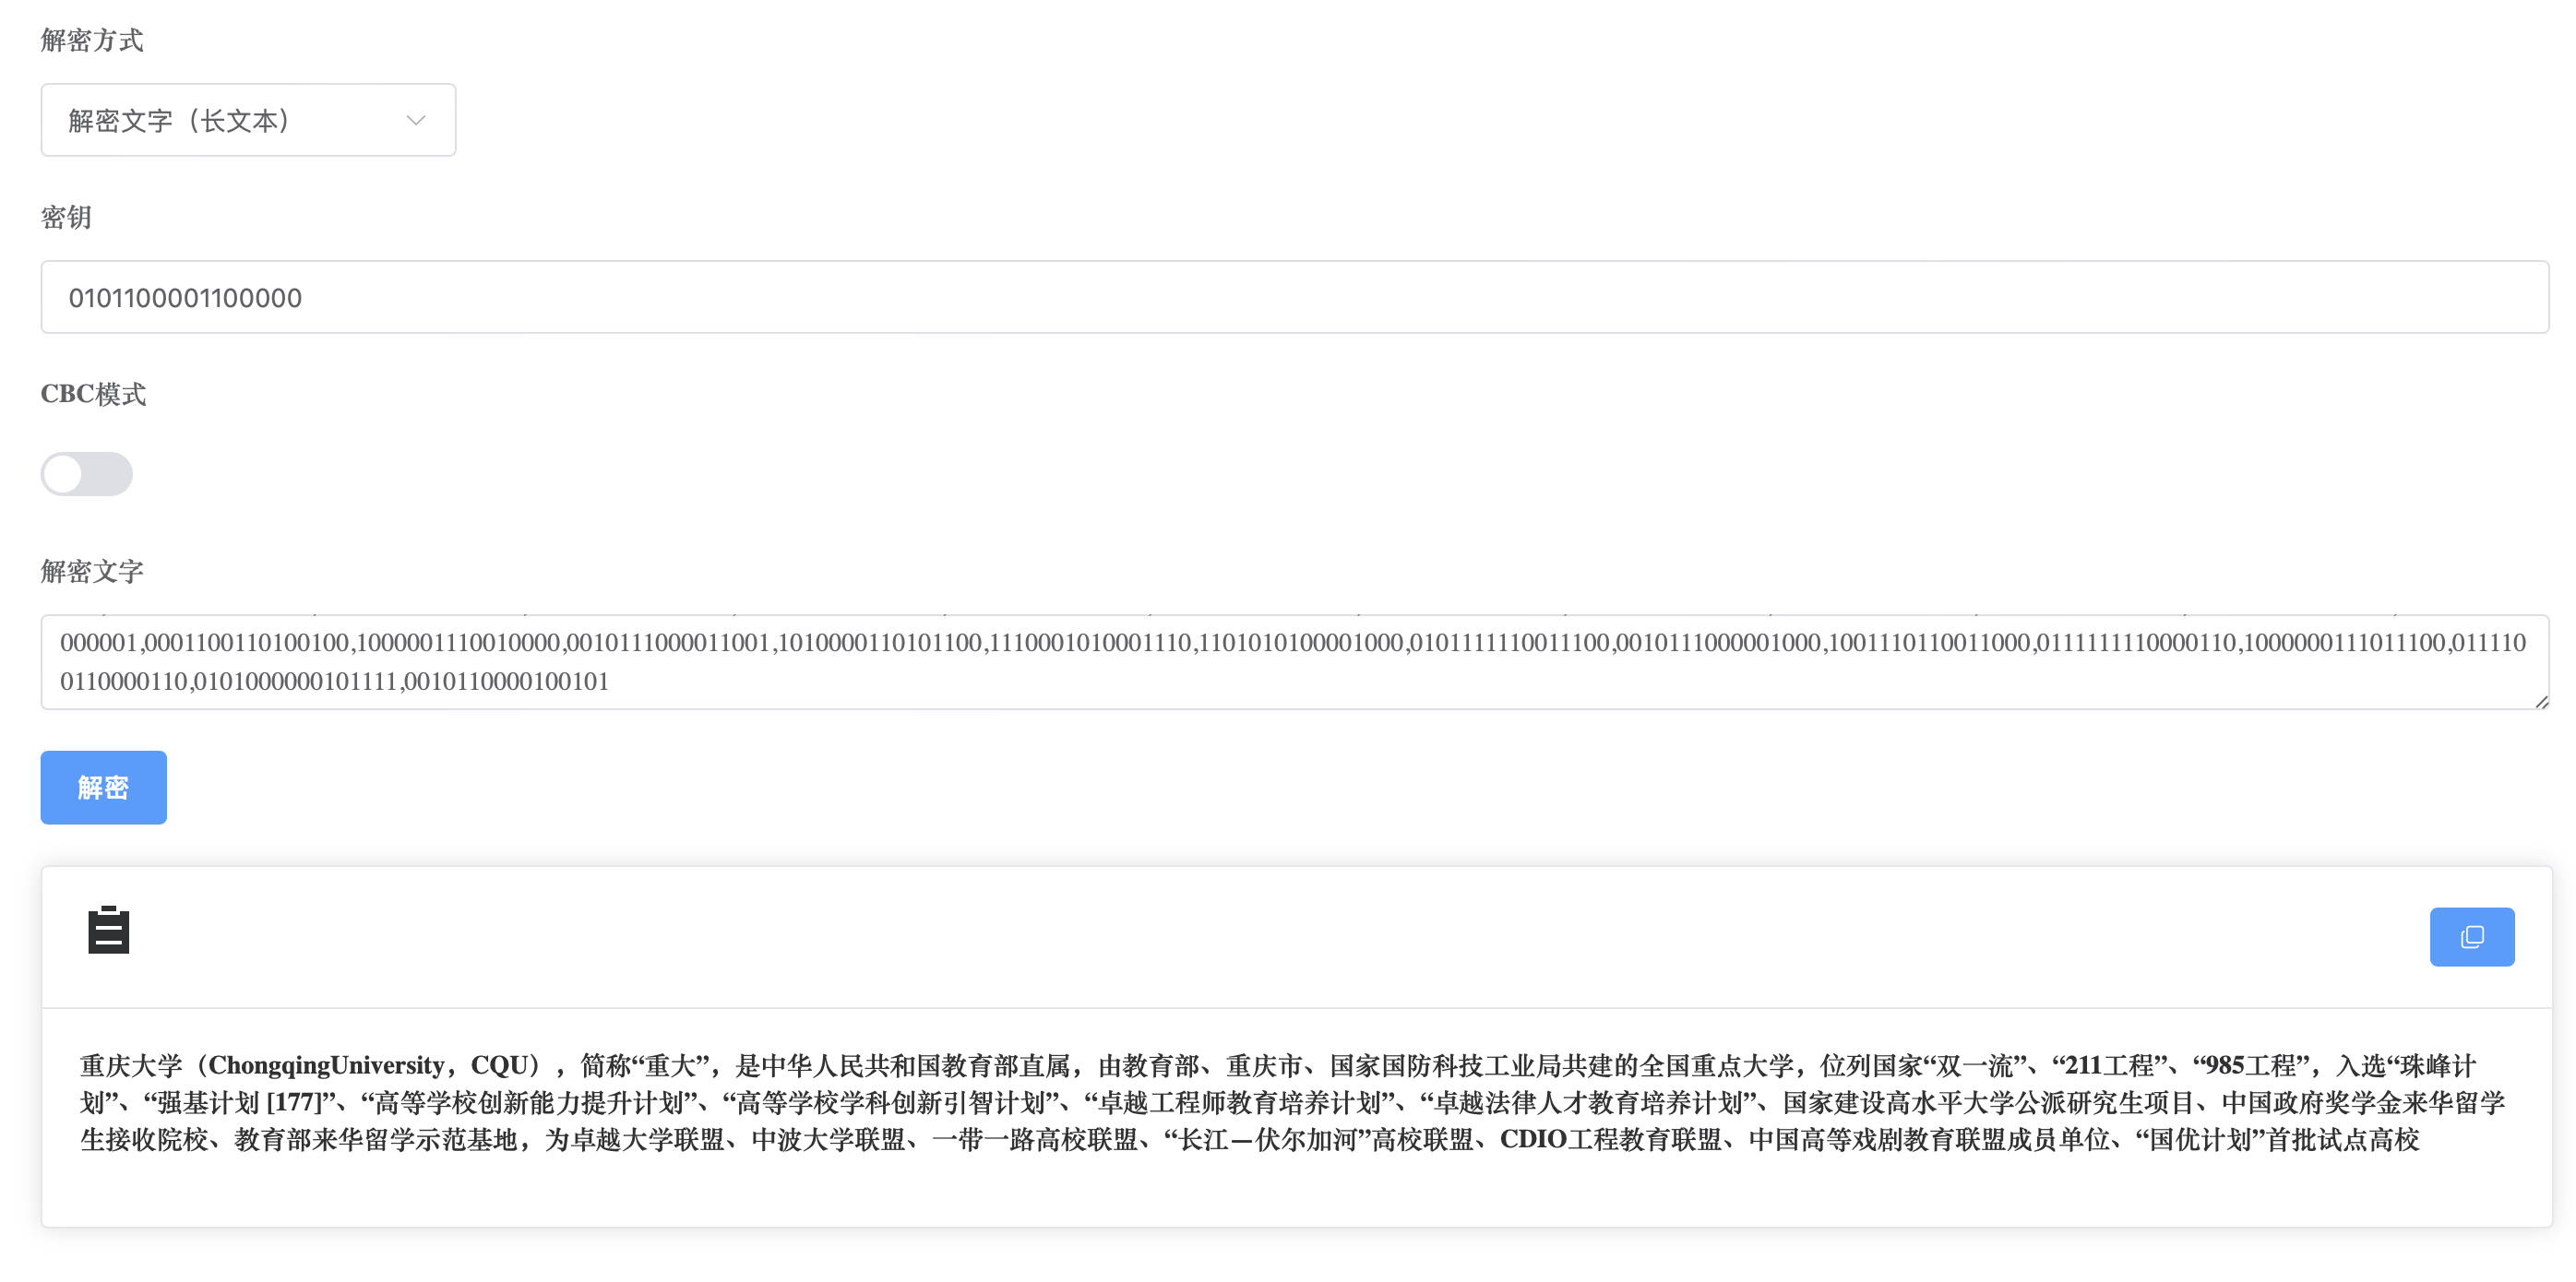 解密方式
解密文字（长文本）
密钥
0101100001100000
CBC模式
解密文字
000001,0001100110100100,1000001110010000,0010111000011001,1010000110101100,1110001010001110,1101010100001000,0101111110011100,0010111000001000,1001110110011000,0111111110000110,1000000111011100,011110
0110000110,0101000000101111,0010110000100101
解密
重庆大学（ChongqingUniversity，CQU），简称“重大”，是中华人民共和国教育部直属，由教育部、重庆市、国家国防科技工业局共建的全国重点大学，位列国家“双一流”、“211工程”、“985工程”，入选“珠峰计
划”、“强基计划 [177]”、“高等学校创新能力提升计划”、“高等学校学科创新引智计划”、“卓越工程师教育培养计划”、“卓越法律人才教育培养计划”、国家建设高水平大学公派研究生项目、中国政府奖学金来华留学
生接收院校、教育部来华留学示范基地，为卓越大学联盟、中波大学联盟、一带一路高校联盟、“长江—伏尔加河”高校联盟、CDIO工程教育联盟、中国高等戏剧教育联盟成员单位、“国优计划”首批试点高校